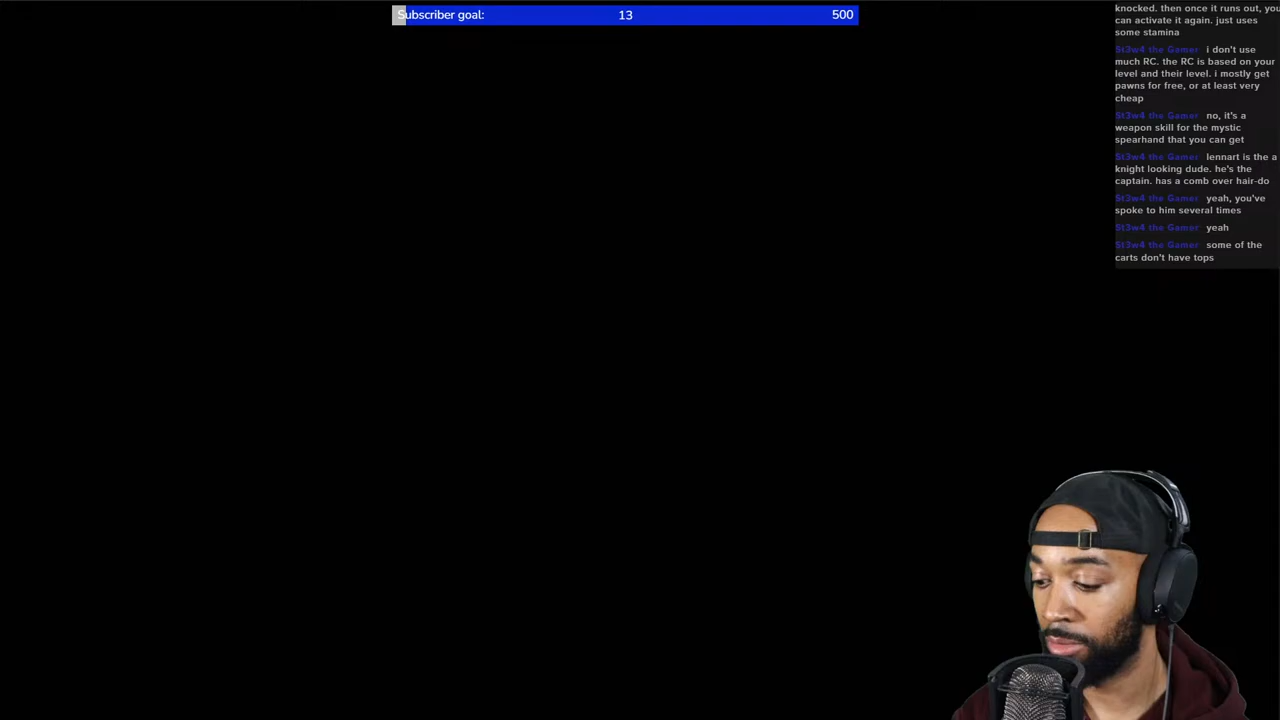 Subscriber goal: 13 500
knocked. then once it runs out, you
can activate it again. just uses
some stamina
St3w4 the Gamer i don't use
much RC. the RC is based on your
level and their level. i mostly get
pawns for free, or at least very
cheap
St3w4 the Gamer no, it's a
weapon skill for the mystic
spearhand that you can get
St3w4 the Gamer lennart is the a
knight looking dude. he's the
captain. has a comb over hair-do
St3w4 the Gamer yeah, you've
spoke to him several times
St3w4 the Gamer yeah
St3w4 the Gamer some of the
carts don't have tops